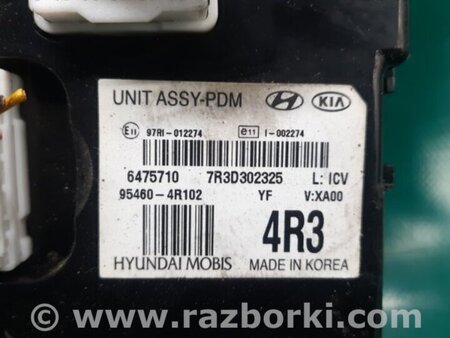 UNIT ASSY-PDM HYUNDAI KIA
E11 97RI-012274 e11 I-002274
6475710 7R3D302325 L: ICV
95460-4R102 YF V:XA00
4R3
HYUNDAI MOBIS MADE IN KOREA
© www.razborki.com